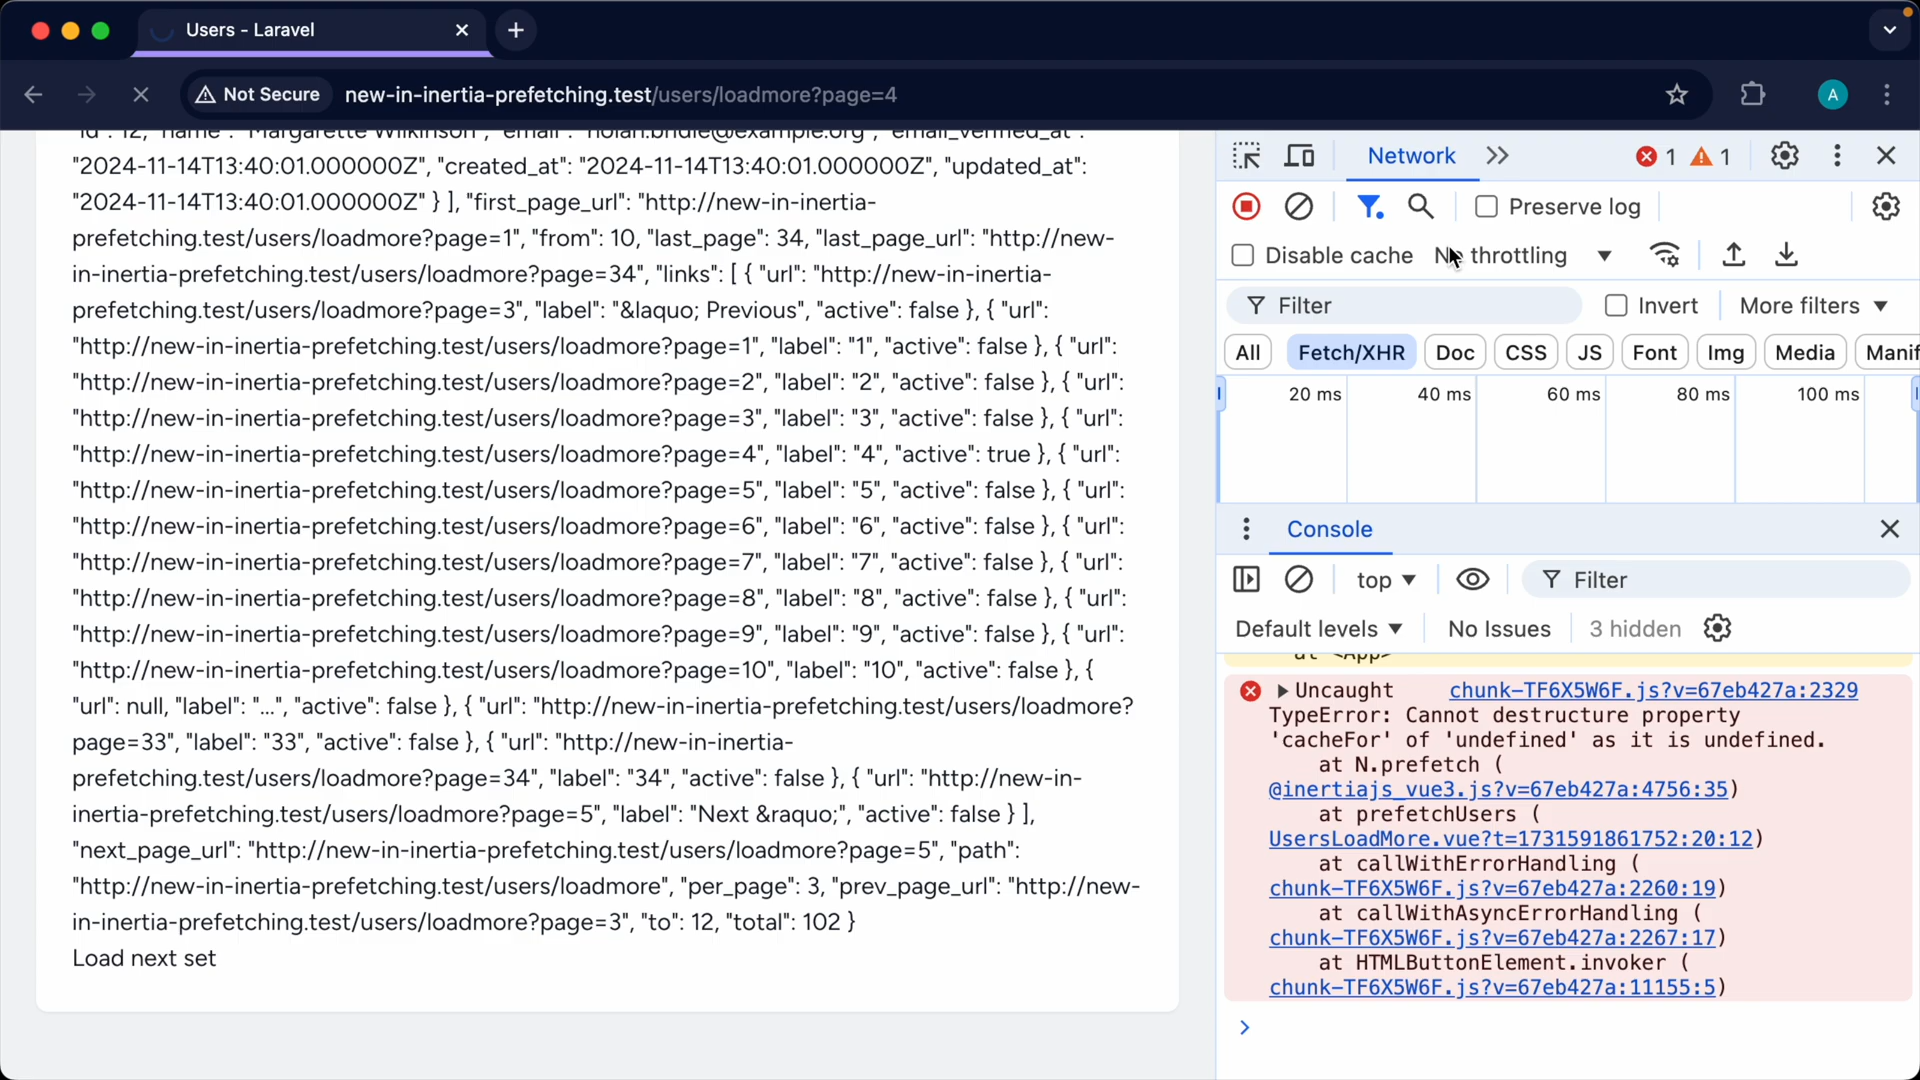 Users - Laravel
Not Secure
new-in-inertia-prefetching.test/users/loadmore?page=4
A
"id": 12, "name": "Margarette Wilkinson", "email": "nolan.bridie@example.org", "email_verified_at":
"2024-11-14T13:40:01.000000Z", "created_at": "2024-11-14T13:40:01.000000Z", "updated_at":
"2024-11-14T13:40:01.000000Z" } ], "first_page_url": "http://new-in-inertia-
prefetching.test/users/loadmore?page=1", "from": 10, "last_page": 34, "last_page_url": "http://new-
in-inertia-prefetching.test/users/loadmore?page=34", "links": [ { "url": "http://new-in-inertia-
prefetching.test/users/loadmore?page=3", "label": "&laquo; Previous", "active": false }, { "url":
"http://new-in-inertia-prefetching.test/users/loadmore?page=1", "label": "1", "active": false }, { "url":
"http://new-in-inertia-prefetching.test/users/loadmore?page=2", "label": "2", "active": false }, { "url":
"http://new-in-inertia-prefetching.test/users/loadmore?page=3", "label": "3", "active": false }, { "url":
"http://new-in-inertia-prefetching.test/users/loadmore?page=4", "label": "4", "active": true }, { "url":
"http://new-in-inertia-prefetching.test/users/loadmore?page=5", "label": "5", "active": false }, { "url":
"http://new-in-inertia-prefetching.test/users/loadmore?page=6", "label": "6", "active": false }, { "url":
"http://new-in-inertia-prefetching.test/users/loadmore?page=7", "label": "7", "active": false }, { "url":
"http://new-in-inertia-prefetching.test/users/loadmore?page=8", "label": "8", "active": false }, { "url":
"http://new-in-inertia-prefetching.test/users/loadmore?page=9", "label": "9", "active": false }, { "url":
"http://new-in-inertia-prefetching.test/users/loadmore?page=10", "label": "10", "active": false }, {
"url": null, "label": "...", "active": false }, { "url": "http://new-in-inertia-prefetching.test/users/loadmore?
page=33", "label": "33", "active": false }, { "url": "http://new-in-inertia-
prefetching.test/users/loadmore?page=34", "label": "34", "active": false }, { "url": "http://new-in-
inertia-prefetching.test/users/loadmore?page=5", "label": "Next &raquo;", "active": false } ],
"next_page_url": "http://new-in-inertia-prefetching.test/users/loadmore?page=5", "path":
"http://new-in-inertia-prefetching.test/users/loadmore", "per_page": 3, "prev_page_url": "http://new-
in-inertia-prefetching.test/users/loadmore?page=3", "to": 12, "total": 102 }
Load next set
Network
1 1
Preserve log
Disable cache
No throttling
Filter
Invert
More filters
All Fetch/XHR Doc CSS JS Font Img Media Manif
20 ms 40 ms 60 ms 80 ms 100 ms
Console
top
Filter
Default levels
No Issues
3 hidden
at <App>
Uncaught chunk-TF6X5W6F.js?v=67eb427a:2329
TypeError: Cannot destructure property
'cacheFor' of 'undefined' as it is undefined.
at N.prefetch (
@inertiajs_vue3.js?v=67eb427a:4756:35)
at prefetchUsers (
UsersLoadMore.vue?t=1731591861752:20:12)
at callWithErrorHandling (
chunk-TF6X5W6F.js?v=67eb427a:2260:19)
at callWithAsyncErrorHandling (
chunk-TF6X5W6F.js?v=67eb427a:2267:17)
at HTMLButtonElement.invoker (
chunk-TF6X5W6F.js?v=67eb427a:11155:5)